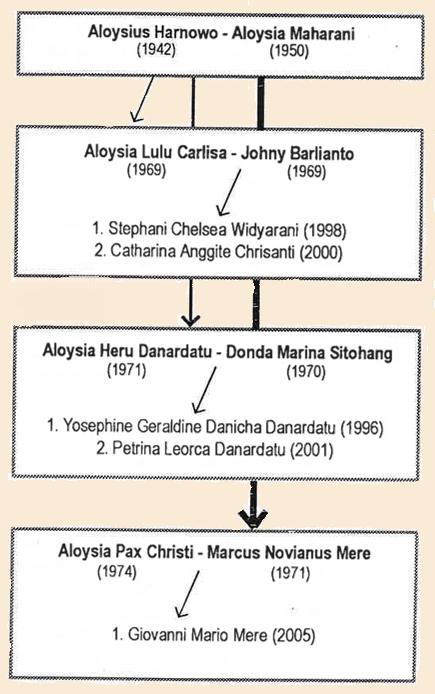 Aloysius Harnowo - Aloysia Maharani
(1942) (1950)
Aloysia Lulu Carlisa - Johny Barlianto
(1969) (1969)
1. Stephani Chelsea Widyarani (1998)
2. Catharina Anggite Chrisanti (2000)
Aloysia Heru Danardatu - Donda Marina Sitohang
(1971) (1970)
1. Yosephine Geraldine Danicha Danardatu (1996)
2. Petrina Leorca Danardatu (2001)
Aloysia Pax Christi - Marcus Novianus Mere
(1974) (1971)
1. Giovanni Mario Mere (2005)